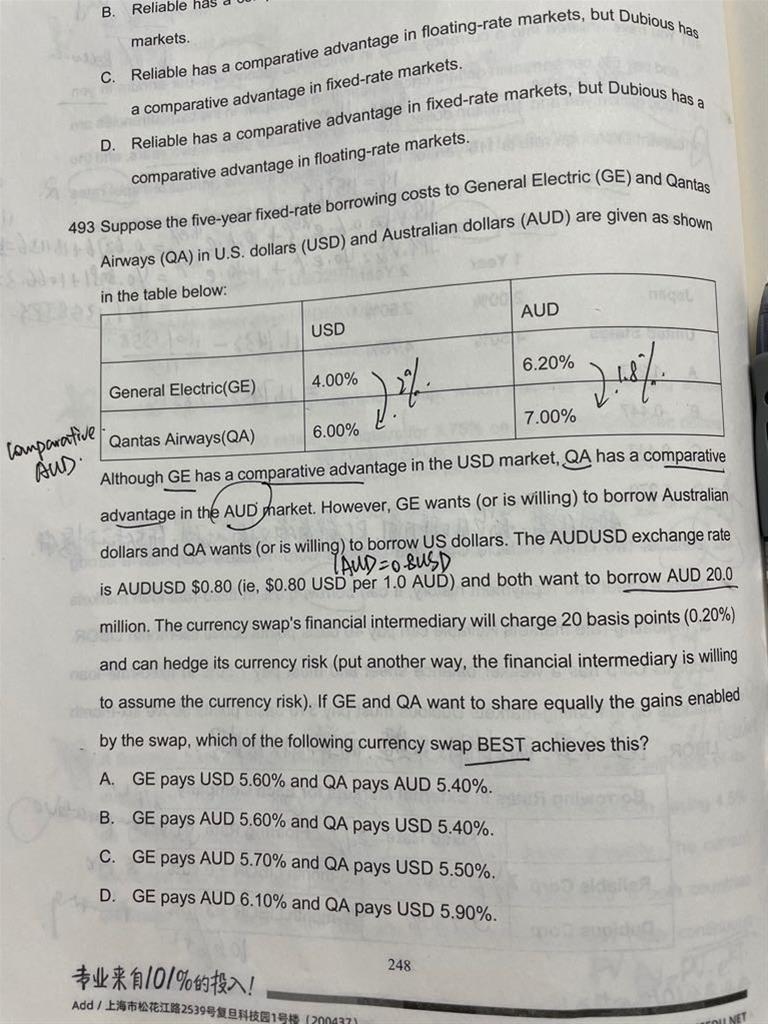 B. Reliable has a
markets.
C. Reliable has a comparative advantage in floating-rate markets, but Dubious has
a comparative advantage in fixed-rate markets.
D. Reliable has a comparative advantage in fixed-rate markets, but Dubious has a
comparative advantage in floating-rate markets.
493 Suppose the five-year fixed-rate borrowing costs to General Electric (GE) and Qantas
Airways (QA) in U.S. dollars (USD) and Australian dollars (AUD) are given as shown
in the table below:
USD AUD
General Electric(GE) 4.00% 2% 6.20% 1.8%
Qantas Airways(QA) 6.00% 7.00%
Comparative
AUD.
Although GE has a comparative advantage in the USD market, QA has a comparative
advantage in the AUD market. However, GE wants (or is willing) to borrow Australian
dollars and QA wants (or is willing) to borrow US dollars. The AUDUSD exchange rate
1AUD=0.8USD
is AUDUSD $0.80 (ie, $0.80 USD per 1.0 AUD) and both want to borrow AUD 20.0
million. The currency swap's financial intermediary will charge 20 basis points (0.20%)
and can hedge its currency risk (put another way, the financial intermediary is willing
to assume the currency risk). If GE and QA want to share equally the gains enabled
by the swap, which of the following currency swap BEST achieves this?
A. GE pays USD 5.60% and QA pays AUD 5.40%.
B. GE pays AUD 5.60% and QA pays USD 5.40%.
C. GE pays AUD 5.70% and QA pays USD 5.50%.
D. GE pays AUD 6.10% and QA pays USD 5.90%.
248
专业来自101%的投入!
Add / 上海市松花江路2539号复旦科技园1号楼 (200437)